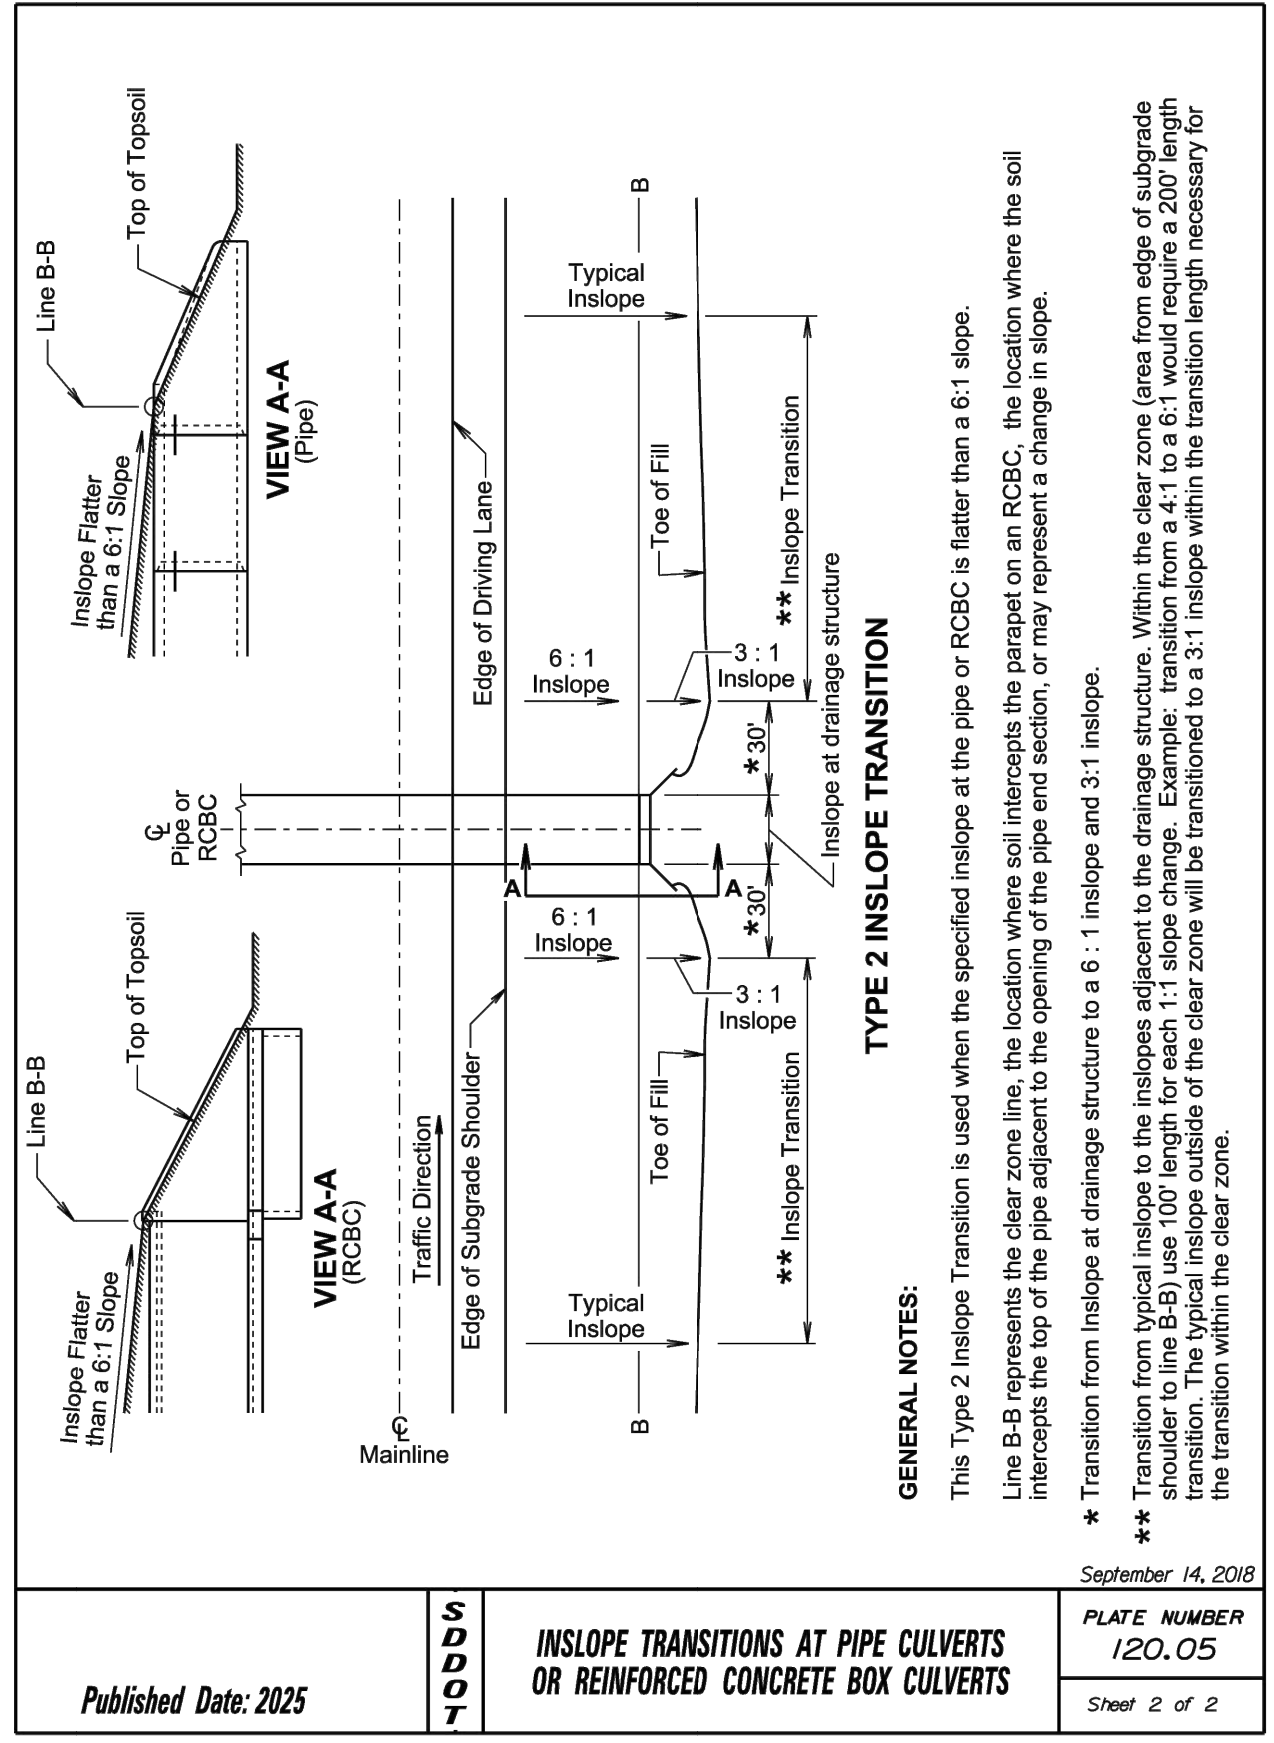 Line B-B
Top of Topsoil
Inslope Flatter
than a 6:1 Slope
VIEW A-A
(RCBC)
Line B-B
Top of Topsoil
Inslope Flatter
than a 6:1 Slope
VIEW A-A
(Pipe)
℄
Pipe or
RCBC
℄
Mainline
Traffic Direction
Edge of Subgrade Shoulder
Edge of Driving Lane
B
B
Typical
Inslope
6 : 1
Inslope
A
A
6 : 1
Inslope
Typical
Inslope
Toe of Fill
3 : 1
Inslope
3 : 1
Inslope
Toe of Fill
** Inslope Transition
* 30'
* 30'
** Inslope Transition
Inslope at drainage structure
TYPE 2 INSLOPE TRANSITION
GENERAL NOTES:
This Type 2 Inslope Transition is used when the specified inslope at the pipe or RCBC is flatter than a 6:1 slope.
Line B-B represents the clear zone line, the location where soil intercepts the parapet on an RCBC, the location where the soil
intercepts the top of the pipe adjacent to the opening of the pipe end section, or may represent a change in slope.
* Transition from Inslope at drainage structure to a 6 : 1 inslope and 3:1 inslope.
** Transition from typical inslope to the inslopes adjacent to the drainage structure. Within the clear zone (area from edge of subgrade
shoulder to line B-B) use 100' length for each 1:1 slope change. Example: transition from a 4:1 to a 6:1 would require a 200' length
transition. The typical inslope outside of the clear zone will be transitioned to a 3:1 inslope within the transition length necessary for
the transition within the clear zone.
September 14, 2018
Published Date: 2025
SDDOT
INSLOPE TRANSITIONS AT PIPE CULVERTS
OR REINFORCED CONCRETE BOX CULVERTS
PLATE NUMBER
120.05
Sheet 2 of 2